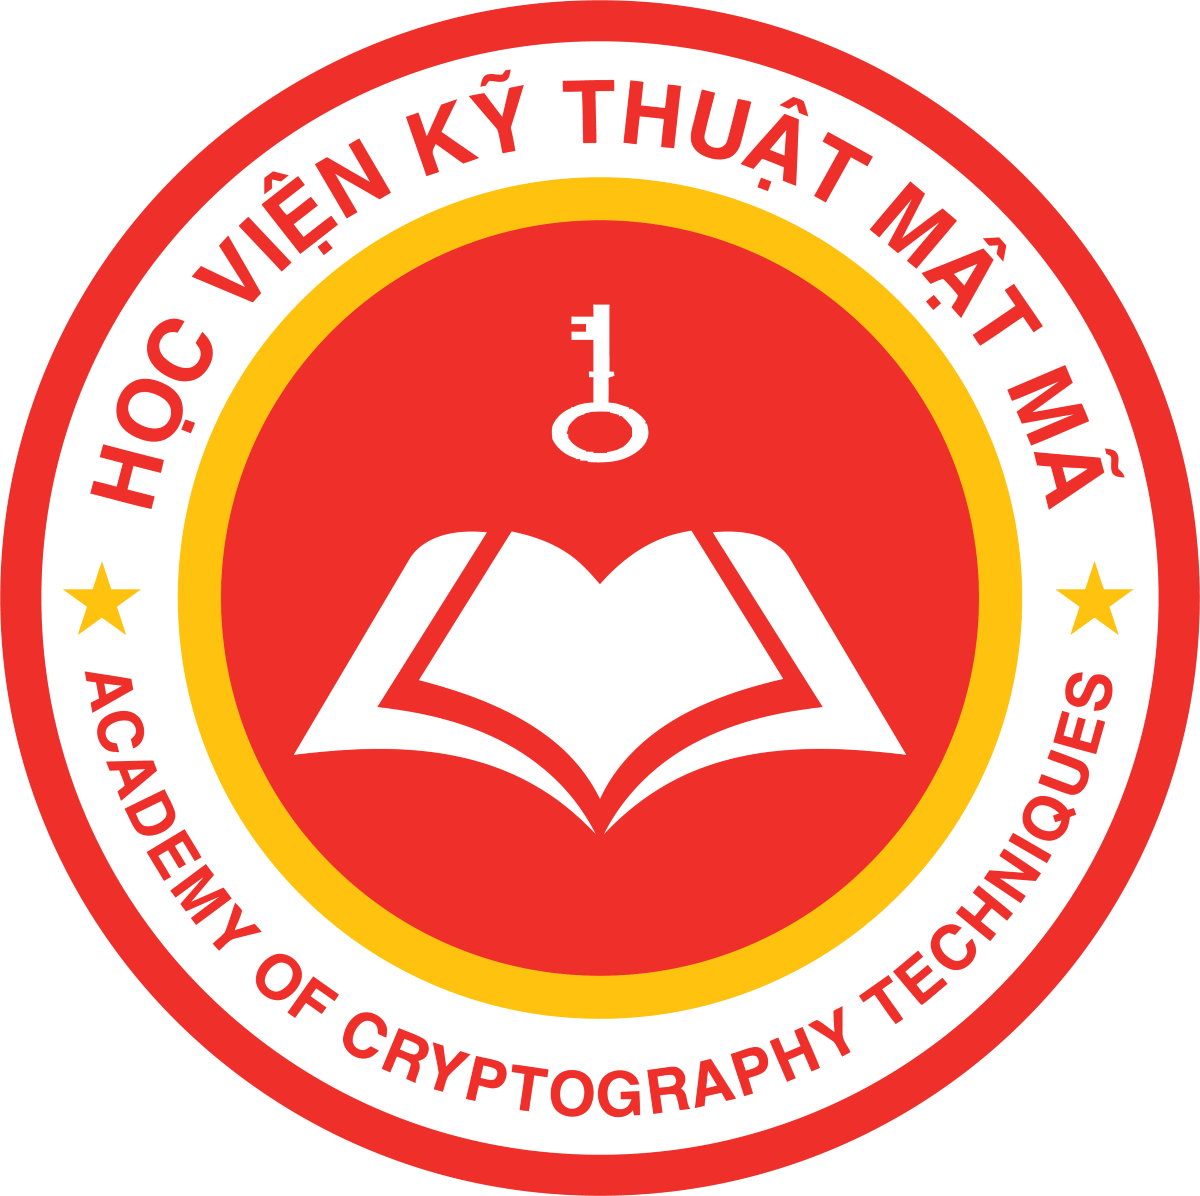 HỌC VIỆN KỸ THUẬT MẬT MÃ
ACADEMY OF CRYPTOGRAPHY TECHNIQUES